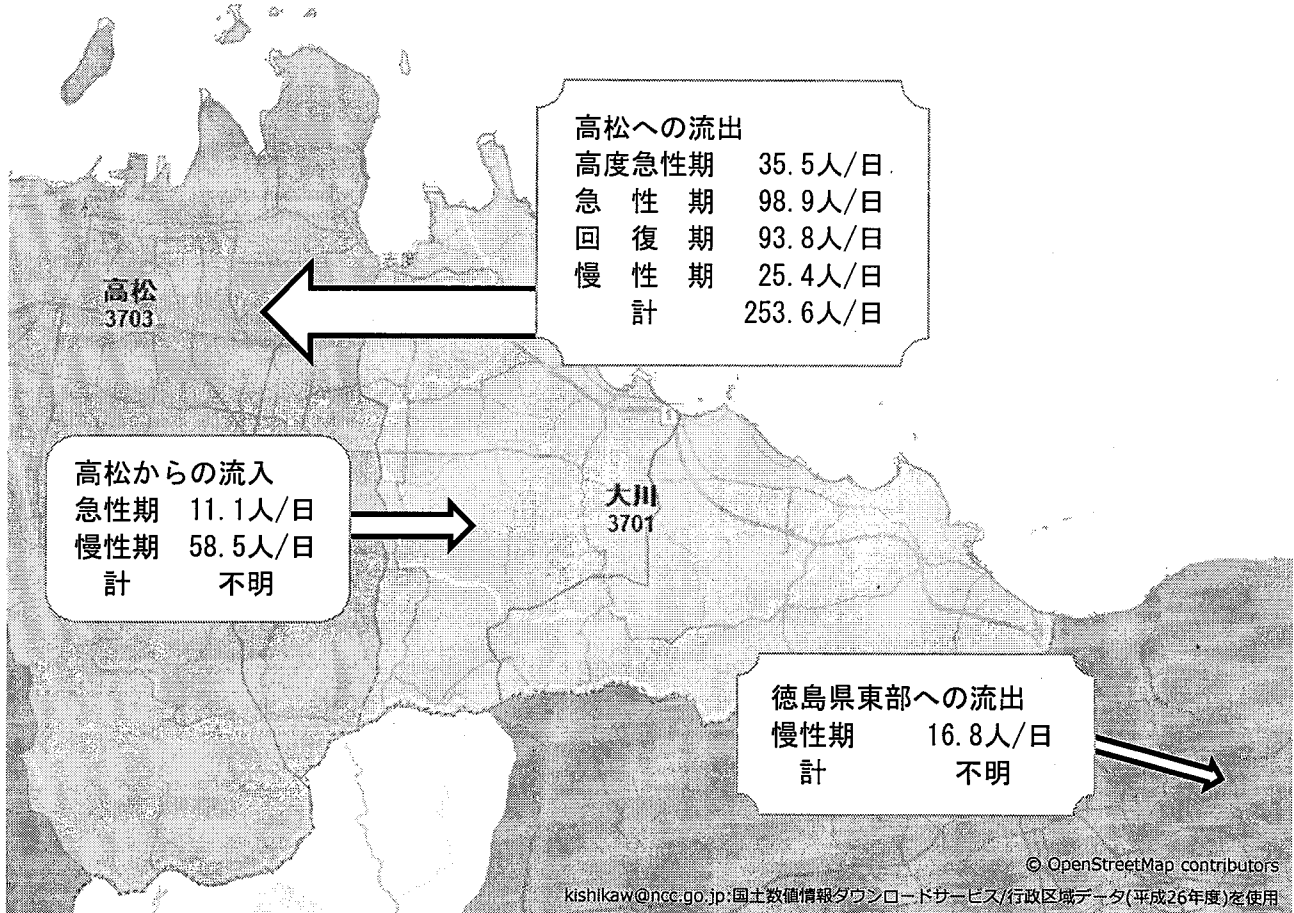 高松への流出
高度急性期 35.5人/日
急性期 98.9人/日
回復期 93.8人/日
慢性期 25.4人/日
計 253.6人/日
志度
高松
3703
高松からの流入
急性期 11.1人/日
慢性期 58.5人/日
計 不明
大川
3701
徳島県東部への流出
慢性期 16.8人/日
計 不明
© OpenStreetMap contributors
kishikaw@ncc.go.jp:国土数値情報ダウンロードサービス/行政区域データ(平成26年度)を使用